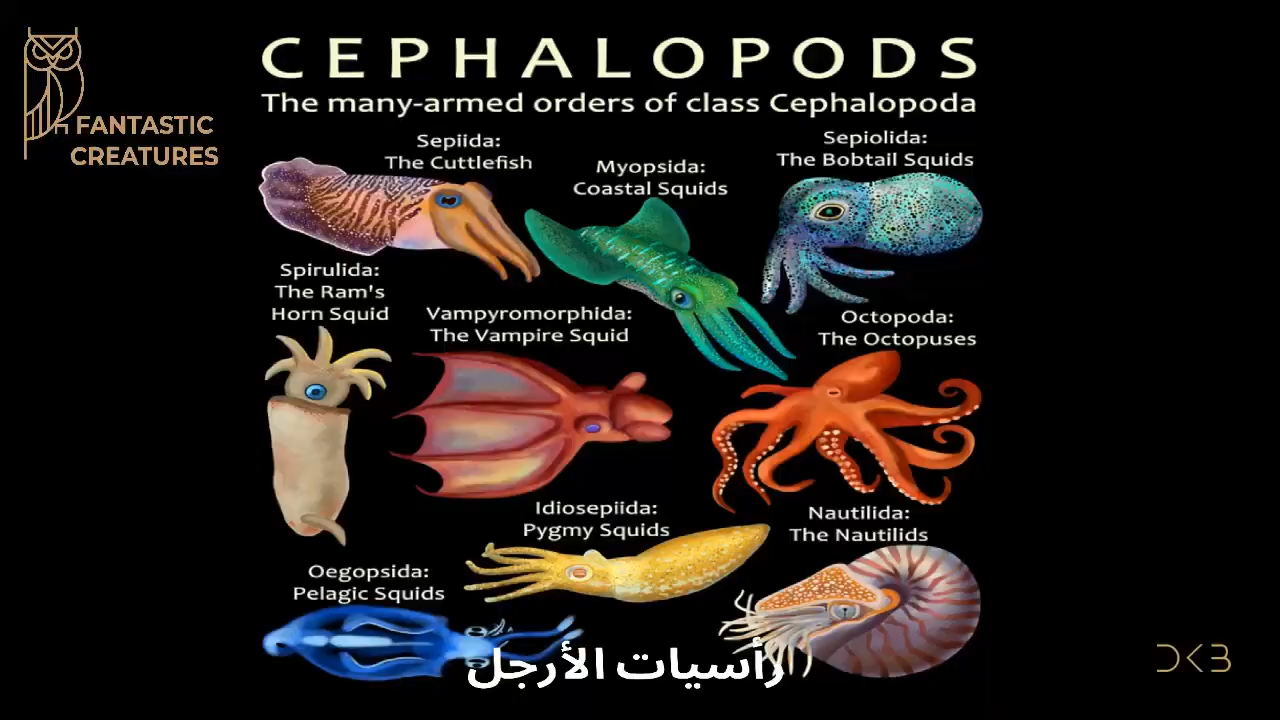 FANTASTIC
CREATURES
CEPHALOPODS
The many-armed orders of class Cephalopoda
Sepiida:
The Cuttlefish
Myopsida:
Coastal Squids
Sepiolida:
The Bobtail Squids
Spirulida:
The Ram's
Horn Squid
Vampyromorphida:
The Vampire Squid
Octopoda:
The Octopuses
Idiosepiida:
Pygmy Squids
Nautilida:
The Nautilids
Oegopsida:
Pelagic Squids
رأسيات الأرجل
DKB